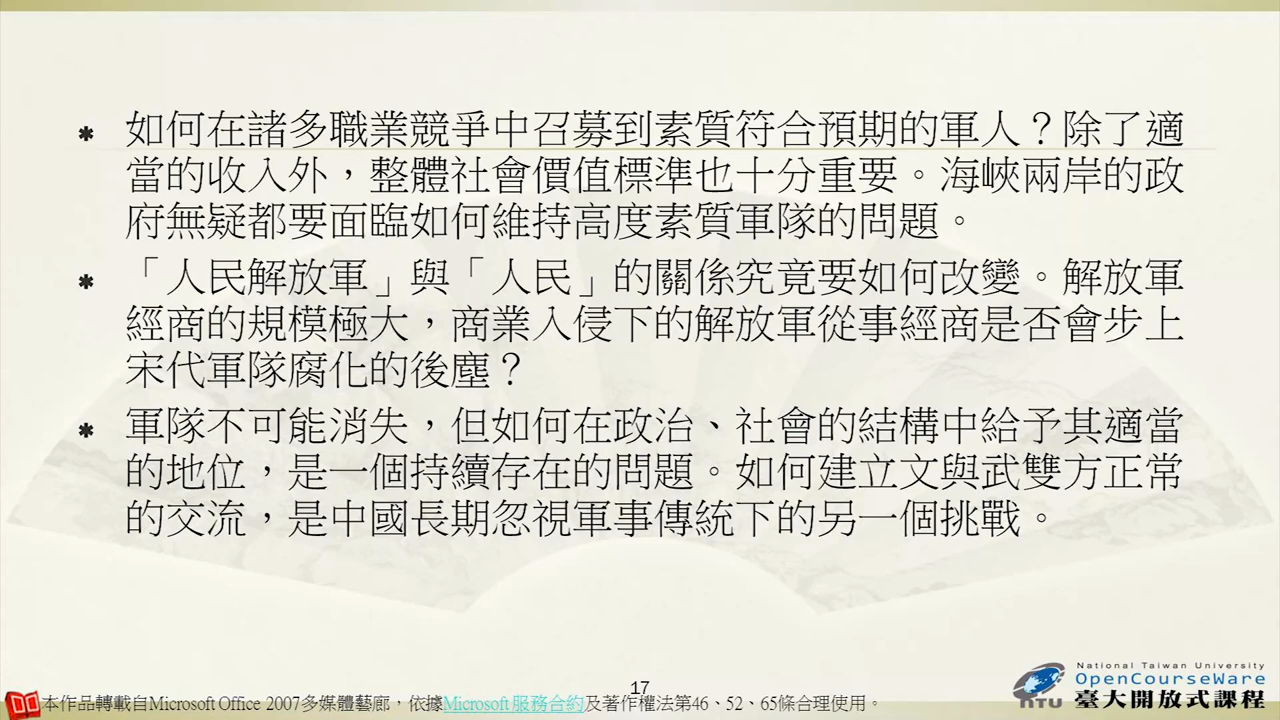 * 如何在諸多職業競爭中召募到素質符合預期的軍人？除了適
當的收入外，整體社會價值標準也十分重要。海峽兩岸的政
府無疑都要面臨如何維持高度素質軍隊的問題。
* 「人民解放軍」與「人民」的關係究竟要如何改變。解放軍
經商的規模極大，商業入侵下的解放軍從事經商是否會步上
宋代軍隊腐化的後塵？
* 軍隊不可能消失，但如何在政治、社會的結構中給予其適當
的地位，是一個持續存在的問題。如何建立文與武雙方正常
的交流，是中國長期忽視軍事傳統下的另一個挑戰。
17
本作品轉載自Microsoft Office 2007多媒體藝廊，依據Microsoft 服務合約及著作權法第46、52、65條合理使用。
National Taiwan University
OpenCourseWare
NTU 臺大開放式課程